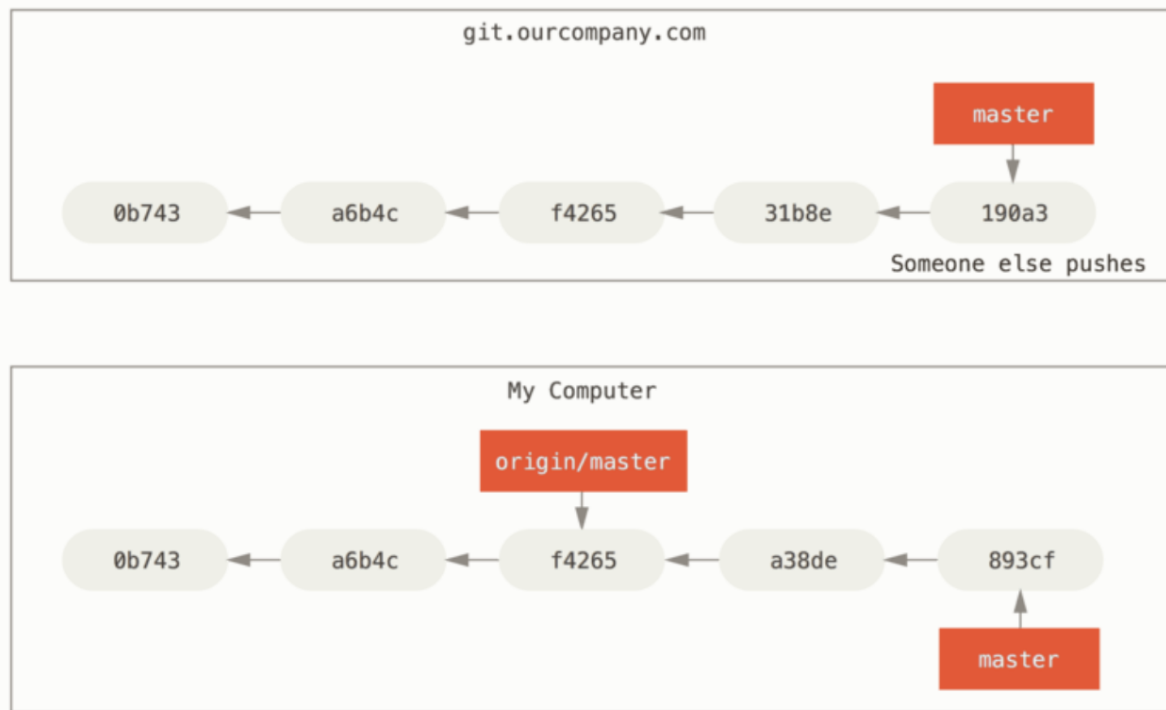 git.ourcompany.com
master
0b743 a6b4c f4265 31b8e 190a3
Someone else pushes
My Computer
origin/master
0b743 a6b4c f4265 a38de 893cf
master